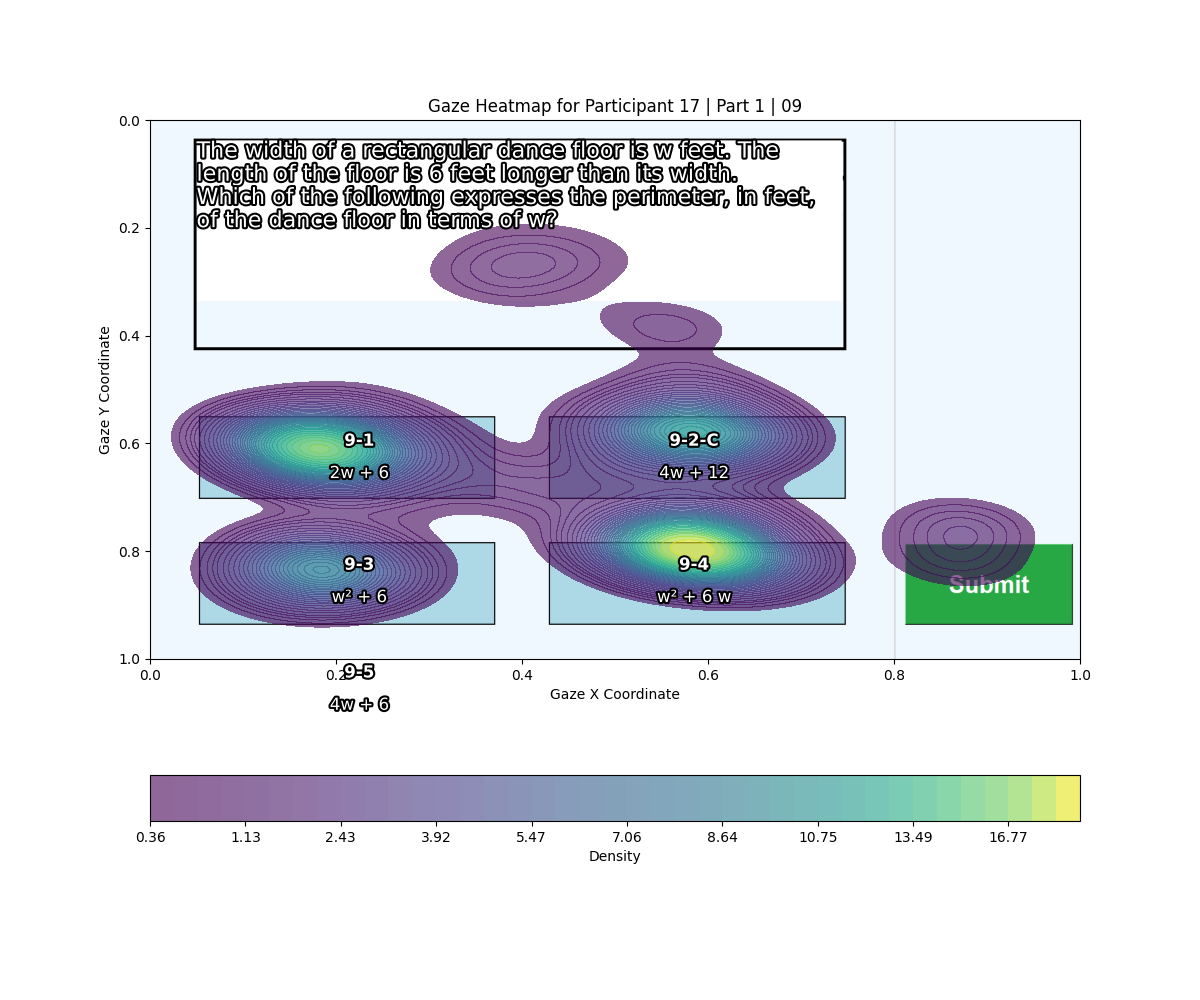 Gaze Heatmap for Participant 17 | Part 1 | 09
The width of a rectangular dance floor is w feet. The
length of the floor is 6 feet longer than its width.
Which of the following expresses the perimeter, in feet,
of the dance floor in terms of w?
0.0
0.2
0.4
0.6
0.8
1.0
Gaze Y Coordinate
9-1
2w + 6
9-2-C
4w + 12
9-3
w² + 6
9-4
w² + 6 w
Submit
0.0
0.2
0.4
0.6
0.8
1.0
9-5
4w + 6
Gaze X Coordinate
0.36
1.13
2.43
3.92
5.47
7.06
8.64
10.75
13.49
16.77
Density